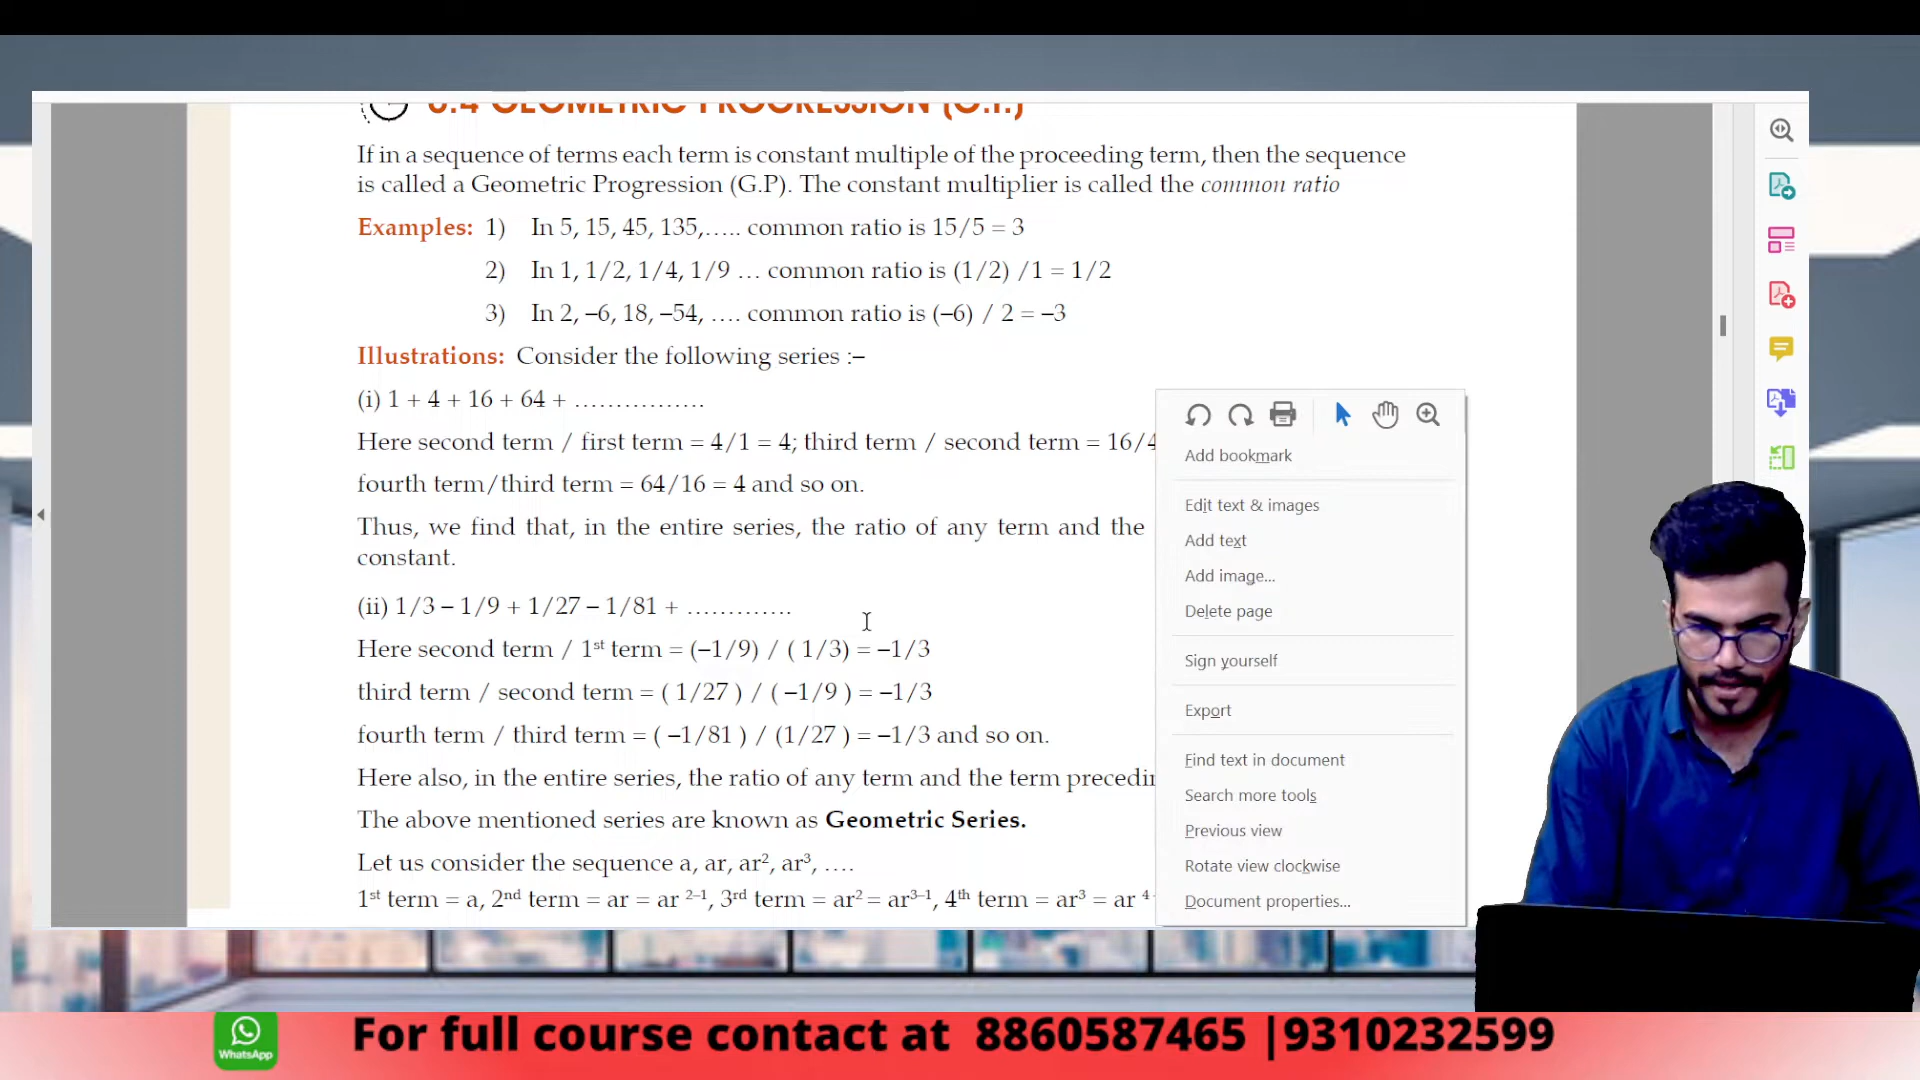 6.4 GEOMETRIC PROGRESSION (G.P.)
If in a sequence of terms each term is constant multiple of the proceeding term, then the sequence
is called a Geometric Progression (G.P). The constant multiplier is called the common ratio
Examples: 1) In 5, 15, 45, 135,….. common ratio is 15/5 = 3
2) In 1, 1/2, 1/4, 1/9 … common ratio is (1/2) /1 = 1/2
3) In 2, –6, 18, –54, …. common ratio is (–6) / 2 = –3
Illustrations: Consider the following series :–
(i) 1 + 4 + 16 + 64 + …………….
Here second term / first term = 4/1 = 4; third term / second term = 16/4
fourth term/third term = 64/16 = 4 and so on.
Thus, we find that, in the entire series, the ratio of any term and the
constant.
(ii) 1/3 – 1/9 + 1/27 – 1/81 + ………….
Here second term / 1st term = (–1/9) / ( 1/3) = –1/3
third term / second term = ( 1/27 ) / ( –1/9 ) = –1/3
fourth term / third term = ( –1/81 ) / (1/27 ) = –1/3 and so on.
Here also, in the entire series, the ratio of any term and the term
The above mentioned series are known as Geometric Series.
Let us consider the sequence a, ar, ar², ar³, ….
1st term = a, 2nd term = ar = ar ²⁻¹, 3rd term = ar² = ar³⁻¹, 4th term = ar³ = ar ⁴
Add bookmark
Edit text & images
Add text
Add image...
Delete page
Sign yourself
Export
Find text in document
Search more tools
Previous view
Rotate view clockwise
Document properties...
WhatsApp
For full course contact at 8860587465 |9310232599